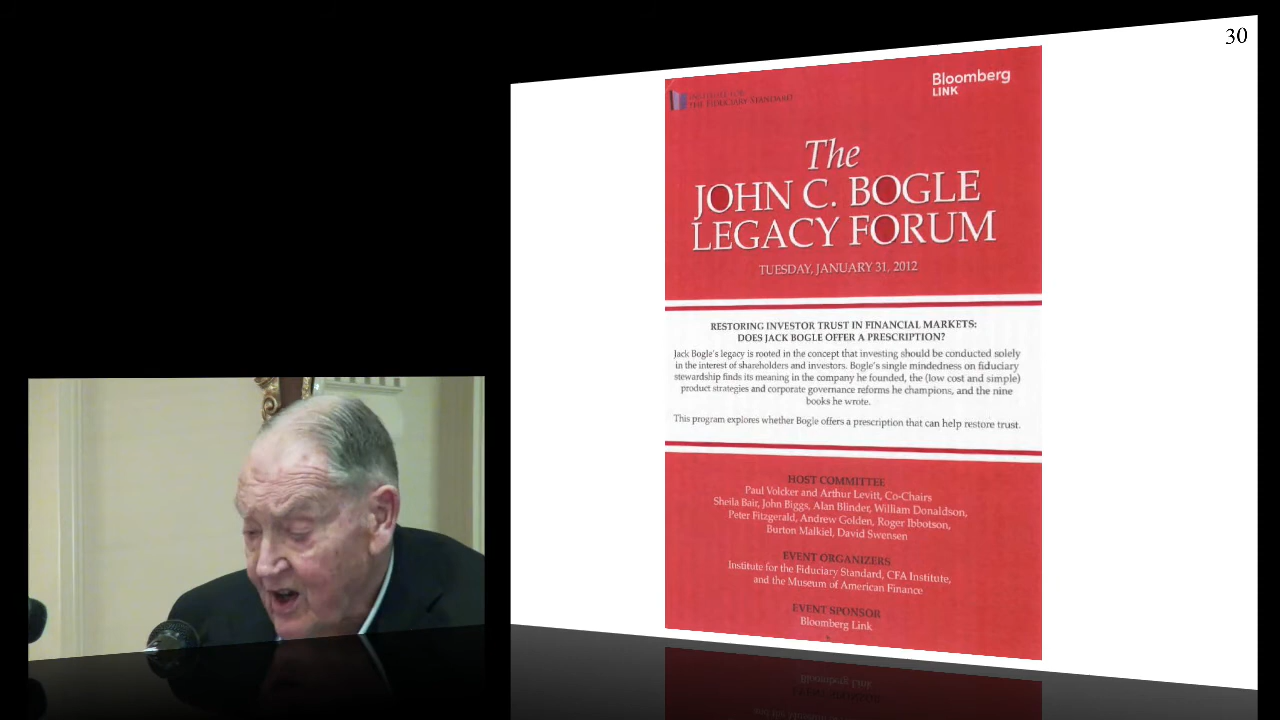 30
INSTITUTE FOR
THE FIDUCIARY STANDARD
Bloomberg
LINK
The
JOHN C. BOGLE
LEGACY FORUM
TUESDAY, JANUARY 31, 2012
RESTORING INVESTOR TRUST IN FINANCIAL MARKETS:
DOES JACK BOGLE OFFER A PRESCRIPTION?
Jack Bogle's legacy is rooted in the concept that investing should be conducted solely
in the interest of shareholders and investors. Bogle's single mindedness on fiduciary
stewardship finds its meaning in the company he founded, the (low cost and simple)
product strategies and corporate governance reforms he champions, and the nine
books he wrote.
This program explores whether Bogle offers a prescription that can help restore trust.
HOST COMMITTEE
Paul Volcker and Arthur Levitt, Co-Chairs
Sheila Bair, John Biggs, Alan Blinder, William Donaldson,
Peter Fitzgerald, Andrew Golden, Roger Ibbotson,
Burton Malkiel, David Swensen
EVENT ORGANIZERS
Institute for the Fiduciary Standard, CFA Institute,
and the Museum of American Finance
EVENT SPONSOR
Bloomberg Link